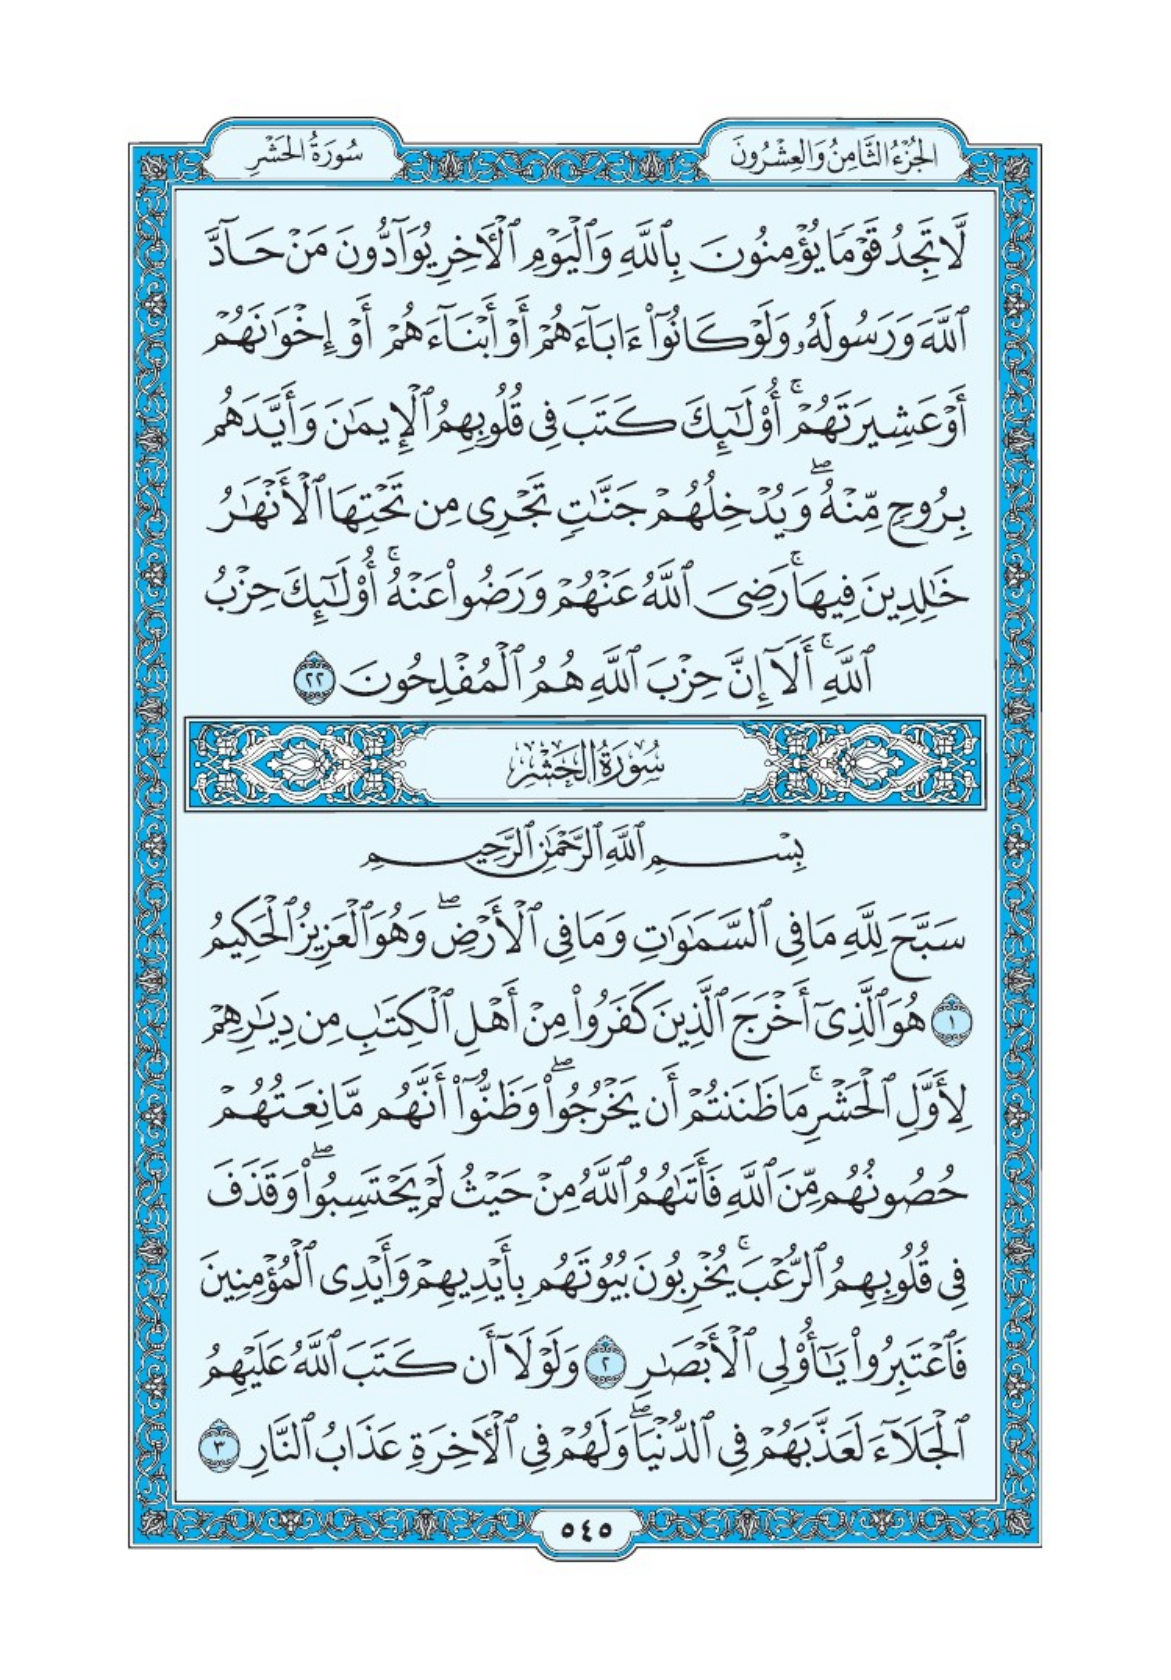 الجُزْءُ الثَّامِنُ وَالعِشْرُونَ
سُورَةُ الحَشْرِ
لَّا تَجِدُ قَوْمًا يُؤْمِنُونَ بِٱللَّهِ وَٱلْيَوْمِ ٱلْأٓخِرِ يُوَآدُّونَ مَنْ حَآدَّ
ٱللَّهَ وَرَسُولَهُۥ وَلَوْ كَانُوٓا۟ ءَابَآءَهُمْ أَوْ أَبْنَآءَهُمْ أَوْ إِخْوَٰنَهُمْ
أَوْ عَشِيرَتَهُمْ ۚ أُو۟لَٰٓئِكَ كَتَبَ فِى قُلُوبِهِمُ ٱلْإِيمَٰنَ وَأَيَّدَهُم
بِرُوحٍ مِّنْهُ ۖ وَيُدْخِلُهُمْ جَنَّٰتٍ تَجْرِى مِن تَحْتِهَا ٱلْأَنْهَٰرُ
خَٰلِدِينَ فِيهَا ۚ رَضِىَ ٱللَّهُ عَنْهُمْ وَرَضُوا۟ عَنْهُ ۚ أُو۟لَٰٓئِكَ حِزْبُ
ٱللَّهِ ۚ أَلَآ إِنَّ حِزْبَ ٱللَّهِ هُمُ ٱلْمُفْلِحُونَ ٢٢
سُورَةُ الحَشْرِ
بِسْمِ ٱللَّهِ ٱلرَّحْمَٰنِ ٱلرَّحِيمِ
سَبَّحَ لِلَّهِ مَا فِى ٱلسَّمَٰوَٰتِ وَمَا فِى ٱلْأَرْضِ ۖ وَهُوَ ٱلْعَزِيزُ ٱلْحَكِيمُ
١ هُوَ ٱلَّذِىٓ أَخْرَجَ ٱلَّذِينَ كَفَرُوا۟ مِنْ أَهْلِ ٱلْكِتَٰبِ مِن دِيَٰرِهِمْ
لِأَوَّلِ ٱلْحَشْرِ ۚ مَا ظَنَنتُمْ أَن يَخْرُجُوا۟ ۖ وَظَنُّوٓا۟ أَنَّهُم مَّانِعَتُهُمْ
حُصُونُهُم مِّنَ ٱللَّهِ فَأَتَىٰهُمُ ٱللَّهُ مِنْ حَيْثُ لَمْ يَحْتَسِبُوا۟ ۖ وَقَذَفَ
فِى قُلُوبِهِمُ ٱلرُّعْبَ ۚ يُخْرِبُونَ بُيُوتَهُم بِأَيْدِيهِمْ وَأَيْدِى ٱلْمُؤْمِنِينَ
فَٱعْتَبِرُوا۟ يَٰٓأُو۟لِى ٱلْأَبْصَٰرِ ٢ وَلَوْلَآ أَن كَتَبَ ٱللَّهُ عَلَيْهِمُ
ٱلْجَلَآءَ لَعَذَّبَهُمْ فِى ٱلدُّنْيَا ۖ وَلَهُمْ فِى ٱلْأٓخِرَةِ عَذَابُ ٱلنَّارِ ٣
٥٤٥